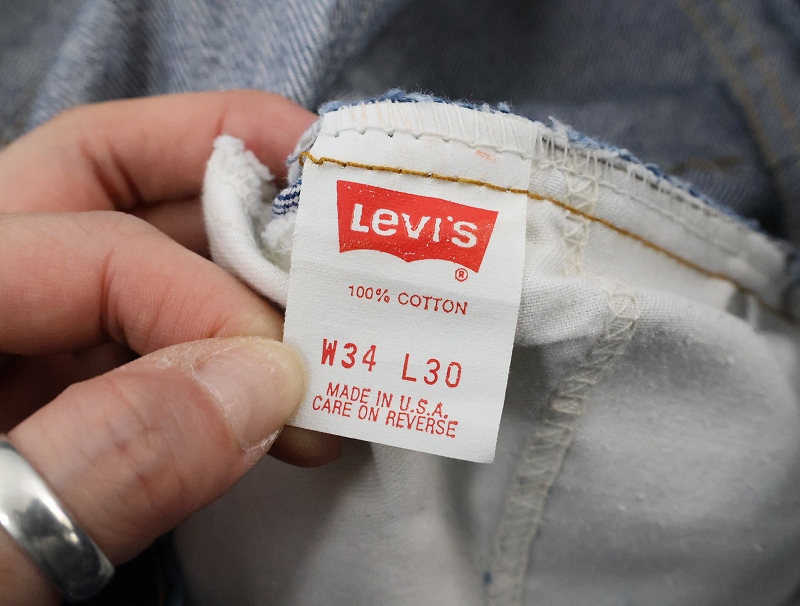 Levi's
®
100% COTTON
W34 L30
MADE IN U.S.A.
CARE ON REVERSE